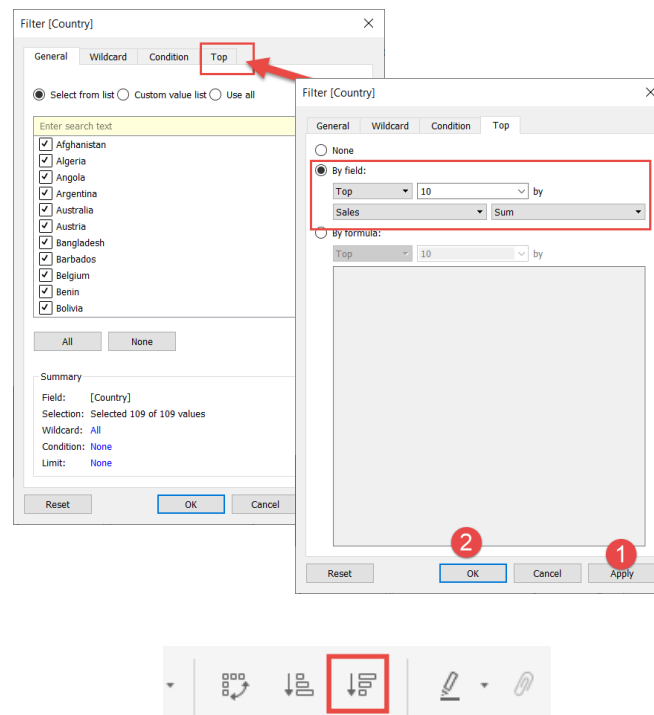 Filter [Country]
General Wildcard Condition Top
Select from list Custom value list Use all
Enter search text
Afghanistan
Algeria
Angola
Argentina
Australia
Austria
Bangladesh
Barbados
Belgium
Benin
Bolivia
All None
Summary
Field: [Country]
Selection: Selected 109 of 109 values
Wildcard: All
Condition: None
Limit: None
Reset OK Cancel
Filter [Country]
General Wildcard Condition Top
None
By field:
Top 10 by
Sales Sum
By formula:
Top 10 by
2
1
Reset OK Cancel Apply